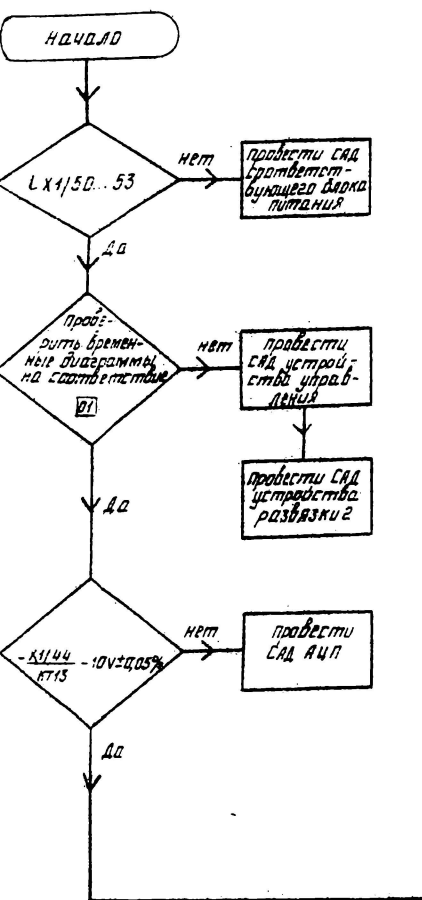 начало
L X1/50...53
нет
провести САД
соответст-
вующего блока
питания
Да
Прове-
рить времен-
ные диаграммы
на соответствие
01
нет
провести
САД устрой-
ства управ-
ления
провести САД
устройства
развязки 2
Да
- X1/44 / КТ13 - 10V±0,05%
нет
провести
САД АЦП
Да